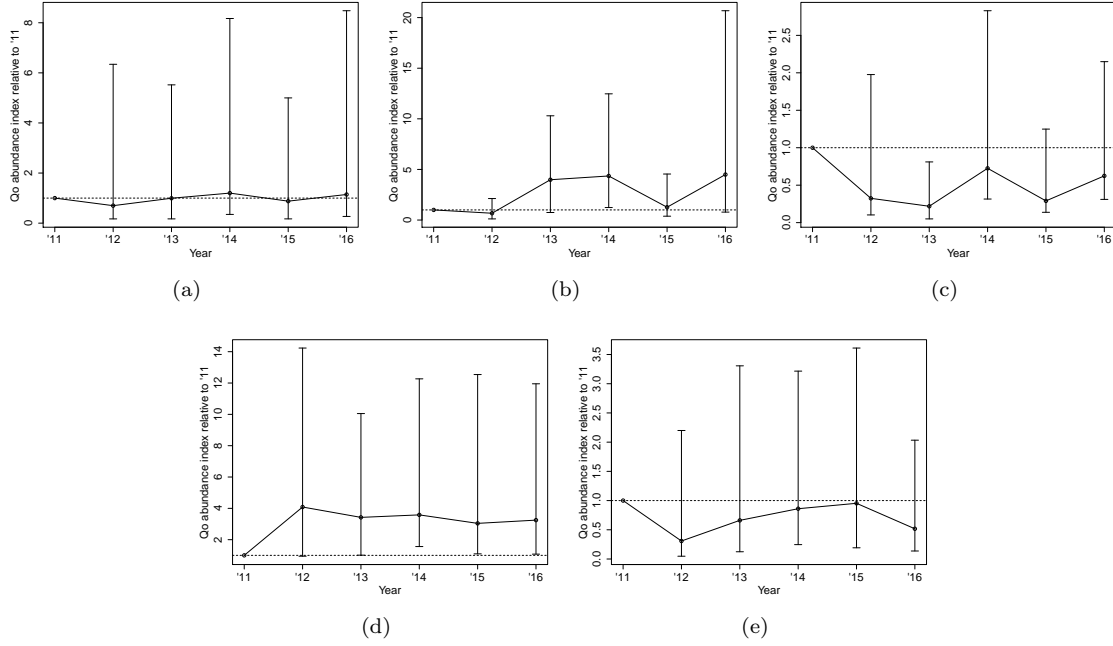 Qo abundance index relative to '11
0 2 4 6 8
'11 '12 '13 '14 '15 '16
Year
(a)
Qo abundance index relative to '11
0 5 10 15 20
'11 '12 '13 '14 '15 '16
Year
(b)
Qo abundance index relative to '11
0.0 0.5 1.0 1.5 2.0 2.5
'11 '12 '13 '14 '15 '16
Year
(c)
Qo abundance index relative to '11
2 4 6 8 10 12 14
'11 '12 '13 '14 '15 '16
Year
(d)
Qo abundance index relative to '11
0.0 0.5 1.0 1.5 2.0 2.5 3.0 3.5
'11 '12 '13 '14 '15 '16
Year
(e)